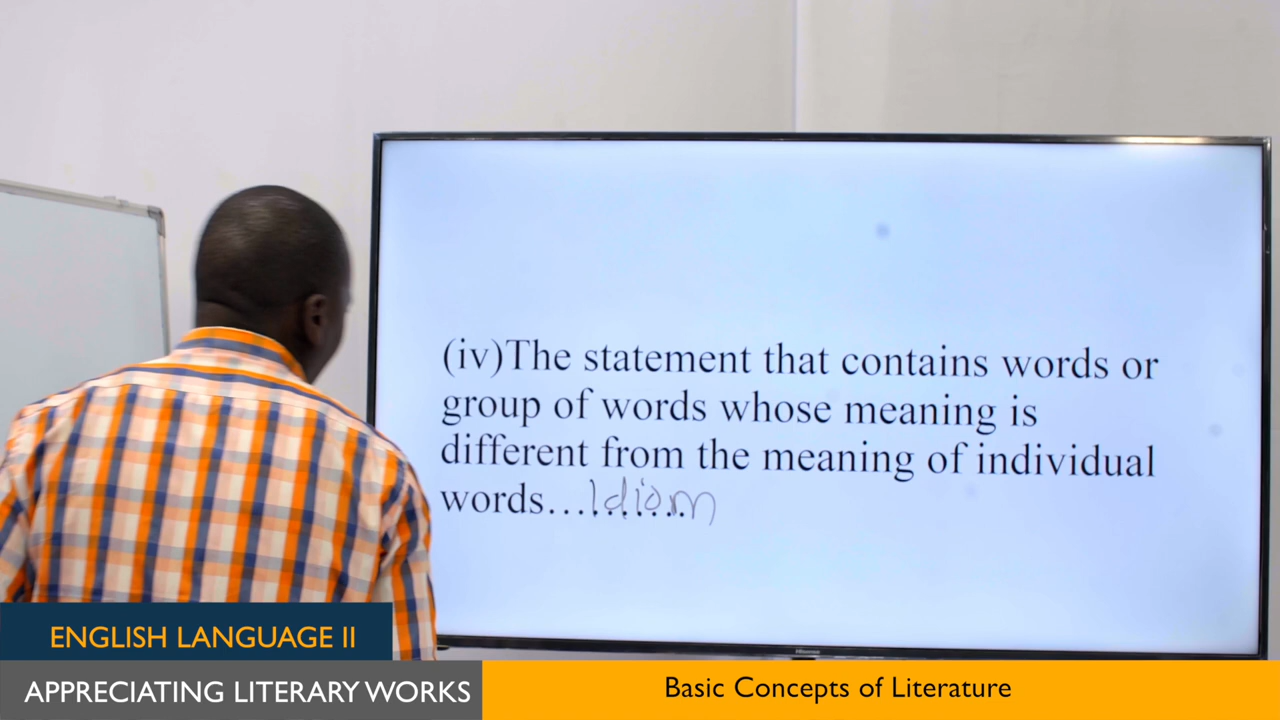 (iv)The statement that contains words or
group of words whose meaning is
different from the meaning of individual
words...Idiom
Hisense
ENGLISH LANGUAGE II
APPRECIATING LITERARY WORKS
Basic Concepts of Literature